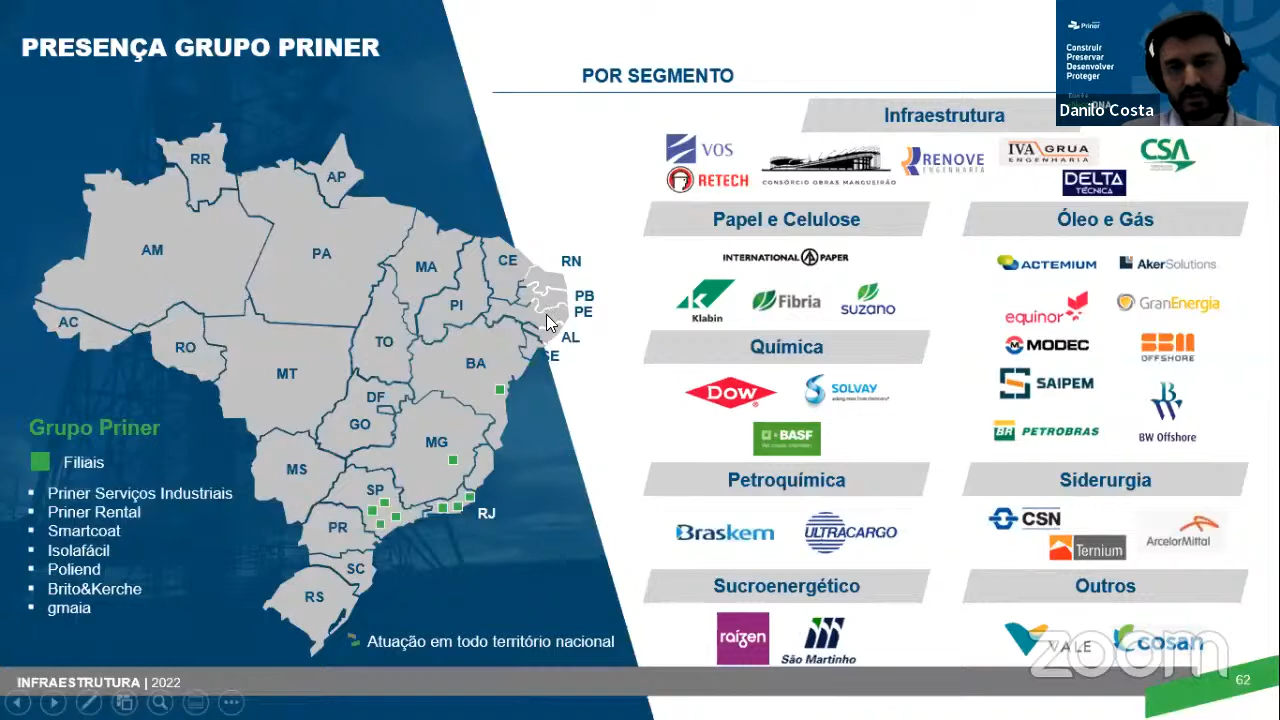 PRESENÇA GRUPO PRINER
POR SEGMENTO
Priner
Construir
Preservar
Desenvolver
Proteger
DNA
Danilo Costa
Infraestrutura
VOS
RETECH
CONSÓRCIO OBRAS MANGUEIRÃO
RENOVE
ENGENHARIA
IVA GRUA
ENGENHARIA
CSA
DELTA
TÉCNICA
Papel e Celulose
INTERNATIONAL PAPER
Klabin
Fibria
suzano
Óleo e Gás
ACTEMIUM
AkerSolutions
equinor
GranEnergia
MODEC
SBM
OFFSHORE
SAIPEM
BR PETROBRAS
BW
BW Offshore
Química
Dow
SOLVAY
BASF
Petroquímica
Braskem
ULTRACARGO
Siderurgia
CSN
Ternium
ArcelorMittal
Sucroenergético
raízen
São Martinho
Outros
VALE
cosan
zoom
RR
AP
AM
PA
MA
CE
RN
PB
PE
AL
SE
PI
AC
RO
TO
BA
MT
DF
GO
MG
MS
SP
RJ
PR
SC
RS
Grupo Priner
Filiais
▪ Priner Serviços Industriais
▪ Priner Rental
▪ Smartcoat
▪ Isolafácil
▪ Poliend
▪ Brito&Kerche
▪ gmaia
Atuação em todo território nacional
INFRAESTRUTURA | 2022
62